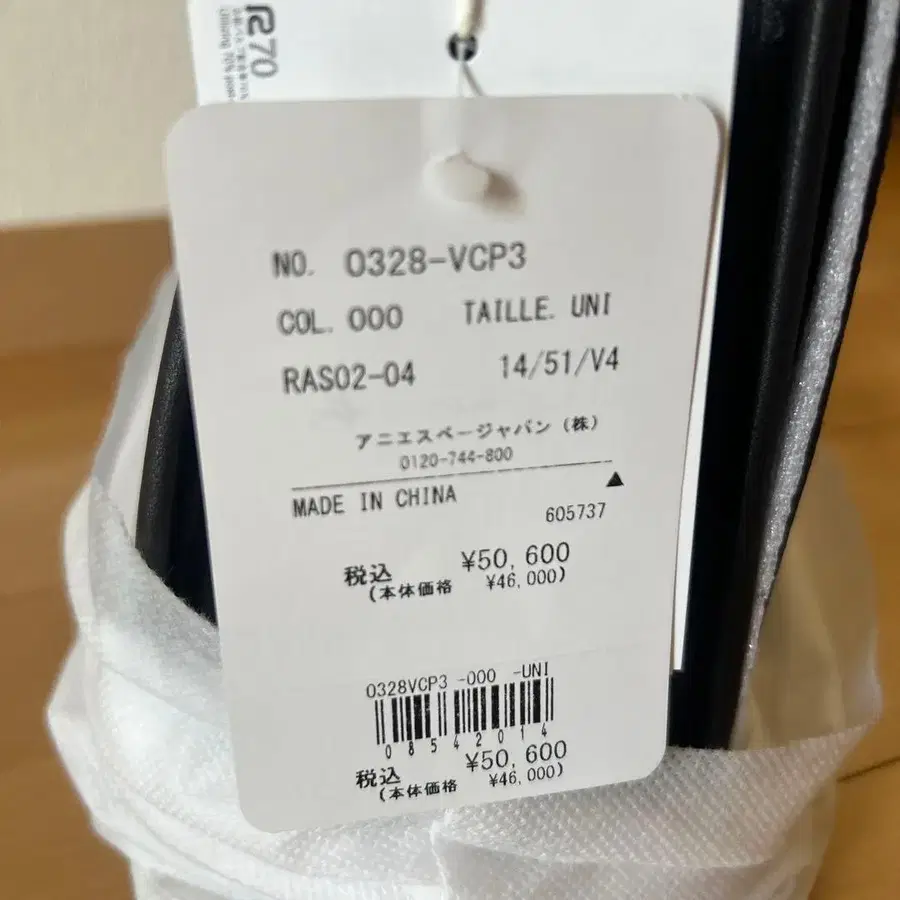 R70
NO. 0328-VCP3
COL. 000 TAILLE. UNI
RAS02-04 14/51/V4
アニエスベージャパン（株）
0120-744-800
MADE IN CHINA
605737
税込 ¥50,600
(本体価格 ¥46,000)
0328VCP3 -000 -UNI
08542014
税込 ¥50,600
(本体価格 ¥46,000)